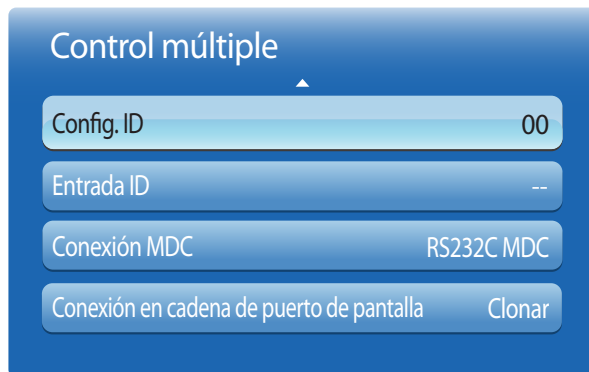 Control múltiple
Config. ID 00
Entrada ID --
Conexión MDC RS232C MDC
Conexión en cadena de puerto de pantalla Clonar